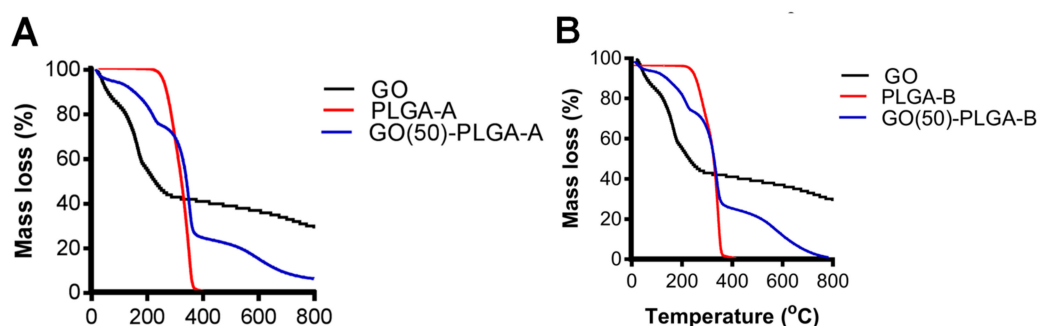 A
Mass loss (%)
100
80
60
40
20
0
0 200 400 600 800
GO
PLGA-A
GO(50)-PLGA-A
B
Mass loss (%)
100
80
60
40
20
0
0 200 400 600 800
Temperature (°C)
GO
PLGA-B
GO(50)-PLGA-B